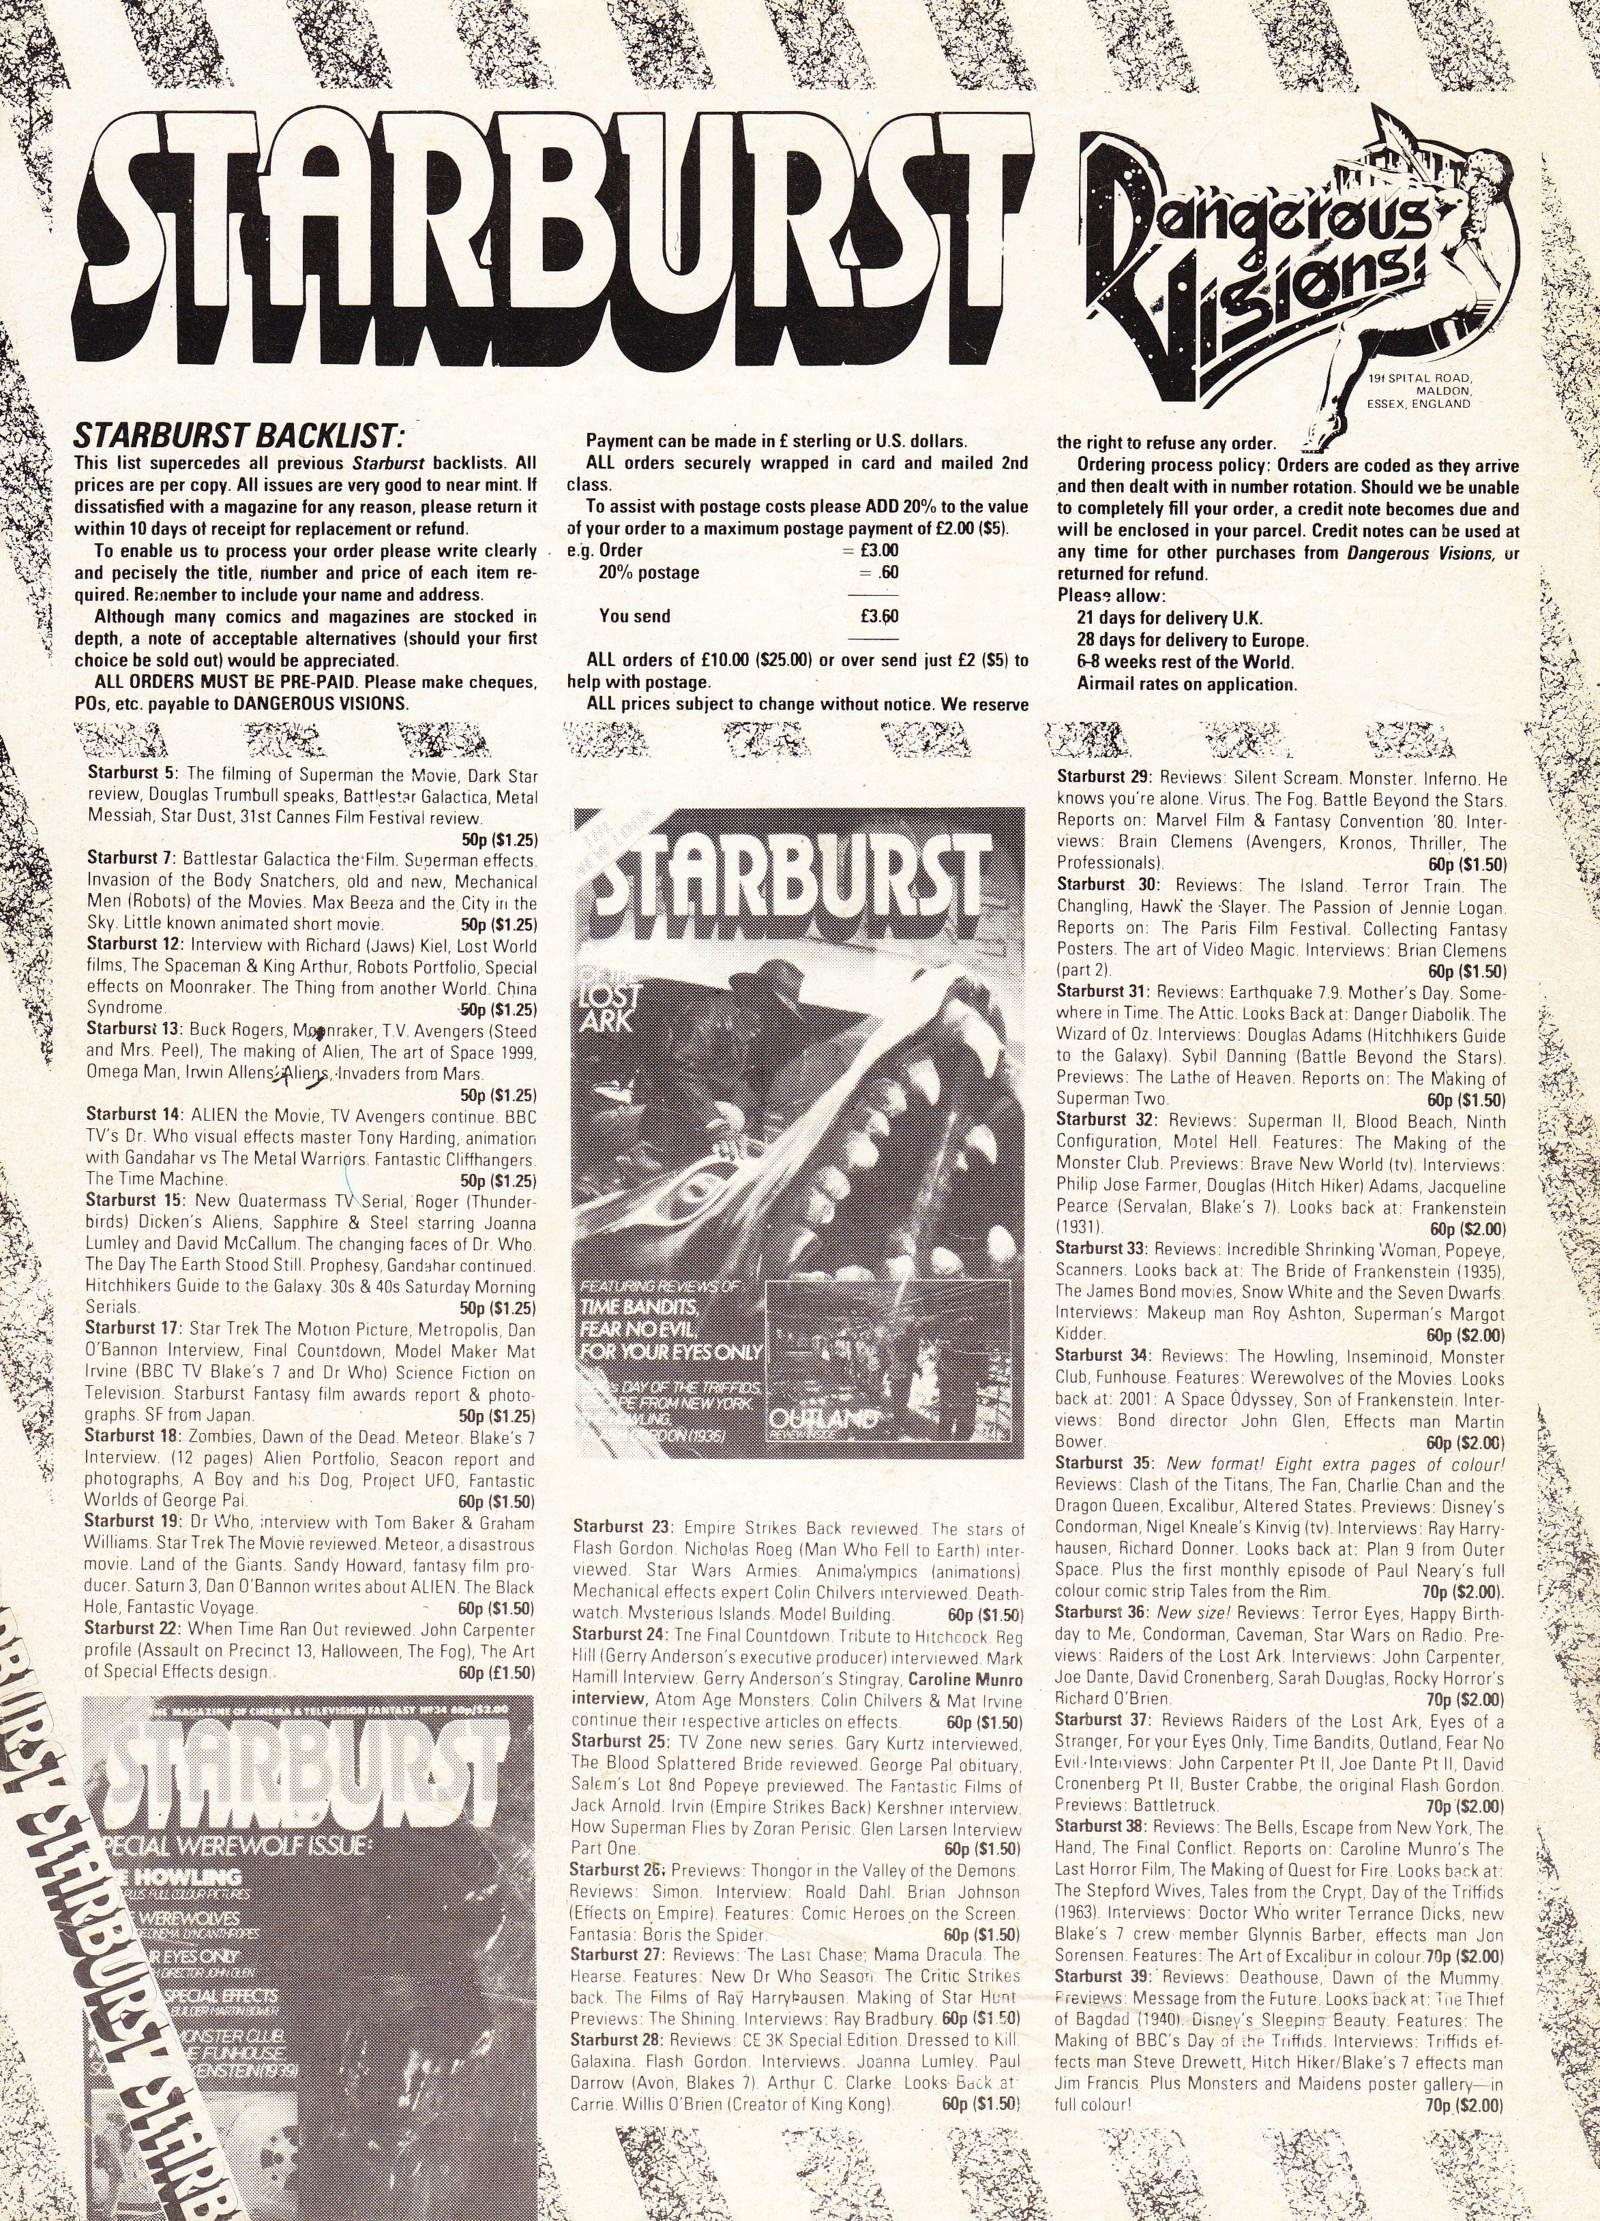 STARBURST
Dangerous
Visions!
19f SPITAL ROAD,
MALDON,
ESSEX, ENGLAND
STARBURST BACKLIST:
This list supercedes all previous Starburst backlists. All
prices are per copy. All issues are very good to near mint. If
dissatisfied with a magazine for any reason, please return it
within 10 days of receipt for replacement or refund.
To enable us to process your order please write clearly
and pecisely the title, number and price of each item re-
quired. Remember to include your name and address.
Although many comics and magazines are stocked in
depth, a note of acceptable alternatives (should your first
choice be sold out) would be appreciated.
ALL ORDERS MUST BE PRE-PAID. Please make cheques,
POs, etc. payable to DANGEROUS VISIONS.
Payment can be made in £ sterling or U.S. dollars.
ALL orders securely wrapped in card and mailed 2nd
class.
To assist with postage costs please ADD 20% to the value
of your order to a maximum postage payment of £2.00 ($5).
e.g. Order = £3.00
20% postage = .60
You send £3.60
ALL orders of £10.00 ($25.00) or over send just £2 ($5) to
help with postage.
ALL prices subject to change without notice. We reserve
the right to refuse any order.
Ordering process policy: Orders are coded as they arrive
and then dealt with in number rotation. Should we be unable
to completely fill your order, a credit note becomes due and
will be enclosed in your parcel. Credit notes can be used at
any time for other purchases from Dangerous Visions, or
returned for refund.
Please allow:
21 days for delivery U.K.
28 days for delivery to Europe.
6-8 weeks rest of the World.
Airmail rates on application.
Starburst 5: The filming of Superman the Movie, Dark Star
review, Douglas Trumbull speaks, Battlestar Galactica, Metal
Messiah, Star Dust, 31st Cannes Film Festival review.
50p ($1.25)
Starburst 7: Battlestar Galactica the Film. Superman effects.
Invasion of the Body Snatchers, old and new, Mechanical
Men (Robots) of the Movies. Max Beeza and the City in the
Sky. Little known animated short movie. 50p ($1.25)
Starburst 12: Interview with Richard (Jaws) Kiel, Lost World
films, The Spaceman & King Arthur, Robots Portfolio, Special
effects on Moonraker. The Thing from another World. China
Syndrome. 50p ($1.25)
Starburst 13: Buck Rogers, Moonraker, T.V. Avengers (Steed
and Mrs. Peel), The making of Alien, The art of Space 1999,
Omega Man, Irwin Allens' Aliens, Invaders from Mars.
50p ($1.25)
Starburst 14: ALIEN the Movie, TV Avengers continue. BBC
TV's Dr. Who visual effects master Tony Harding, animation
with Gandahar vs The Metal Warriors. Fantastic Cliffhangers.
The Time Machine. 50p ($1.25)
Starburst 15: New Quatermass TV Serial, Roger (Thunder-
birds) Dicken's Aliens, Sapphire & Steel starring Joanna
Lumley and David McCallum. The changing faces of Dr. Who.
The Day The Earth Stood Still. Prophesy, Gandahar continued.
Hitchhikers Guide to the Galaxy. 30s & 40s Saturday Morning
Serials. 50p ($1.25)
Starburst 17: Star Trek The Motion Picture, Metropolis, Dan
O'Bannon Interview, Final Countdown, Model Maker Mat
Irvine (BBC TV Blake's 7 and Dr Who) Science Fiction on
Television. Starburst Fantasy film awards report & photo-
graphs. SF from Japan. 50p ($1.25)
Starburst 18: Zombies, Dawn of the Dead. Meteor. Blake's 7
Interview. (12 pages) Alien Portfolio, Seacon report and
photographs, A Boy and his Dog, Project UFO, Fantastic
Worlds of George Pal. 60p ($1.50)
Starburst 19: Dr Who, interview with Tom Baker & Graham
Williams. Star Trek The Movie reviewed. Meteor, a disastrous
movie. Land of the Giants. Sandy Howard, fantasy film pro-
ducer. Saturn 3, Dan O'Bannon writes about ALIEN. The Black
Hole, Fantastic Voyage. 60p ($1.50)
Starburst 22: When Time Ran Out reviewed. John Carpenter
profile (Assault on Precinct 13, Halloween, The Fog), The Art
of Special Effects design. 60p (£1.50)
THE MAGAZINE OF CINEMA & TELEVISION FANTASY Nº34 60p/$2.00
STARBURST
SPECIAL WEREWOLF ISSUE:
HOWLING
PLUS FULL COLOUR PICTURES
WEREWOLVES
CINEMA LYNCANTHROPES
R EYES ONLY
DIRECTOR JOHN GLEN
SPECIAL EFFECTS
BUILDER MARTIN BOWER
MONSTER CLUB,
THE FUNHOUSE,
ENSTEIN (1939)
STARBURST STARBURST STARB
STARBURST
LOST
ARK
FEATURING REVIEWS OF
TIME BANDITS,
FEAR NO EVIL,
FOR YOUR EYES ONLY
DAY OF THE TRIFFIDS,
ESCAPE FROM NEW YORK
HOWLING
GORDON (1936)
OUTLAND
REVIEW INSIDE
Starburst 23: Empire Strikes Back reviewed. The stars of
Flash Gordon. Nicholas Roeg (Man Who Fell to Earth) inter-
viewed. Star Wars Armies. Animalympics (animations).
Mechanical effects expert Colin Chilvers interviewed. Death-
watch. Mysterious Islands. Model Building. 60p ($1.50)
Starburst 24: The Final Countdown. Tribute to Hitchcock. Reg
Hill (Gerry Anderson's executive producer) interviewed. Mark
Hamill Interview. Gerry Anderson's Stingray, Caroline Munro
interview, Atom Age Monsters. Colin Chilvers & Mat Irvine
continue their respective articles on effects. 60p ($1.50)
Starburst 25: TV Zone new series. Gary Kurtz interviewed,
The Blood Splattered Bride reviewed. George Pal obituary,
Salem's Lot 8nd Popeye previewed. The Fantastic Films of
Jack Arnold. Irvin (Empire Strikes Back) Kershner interview.
How Superman Flies by Zoran Perisic. Glen Larsen Interview
Part One. 60p ($1.50)
Starburst 26: Previews: Thongor in the Valley of the Demons.
Reviews: Simon. Interview: Roald Dahl. Brian Johnson
(Effects on Empire). Features: Comic Heroes on the Screen.
Fantasia: Boris the Spider. 60p ($1.50)
Starburst 27: Reviews: The Last Chase; Mama Dracula. The
Hearse. Features: New Dr Who Season. The Critic Strikes
back. The Films of Ray Harryhausen. Making of Star Hunt.
Previews: The Shining. Interviews: Ray Bradbury. 60p ($1.50)
Starburst 28: Reviews: CE 3K Special Edition. Dressed to Kill.
Galaxina. Flash Gordon. Interviews. Joanna Lumley. Paul
Darrow (Avon, Blakes 7). Arthur C. Clarke. Looks Back at:
Carrie. Willis O'Brien (Creator of King Kong). 60p ($1.50)
Starburst 29: Reviews: Silent Scream. Monster. Inferno. He
knows you're alone. Virus. The Fog. Battle Beyond the Stars.
Reports on: Marvel Film & Fantasy Convention '80. Inter-
views: Brain Clemens (Avengers, Kronos, Thriller, The
Professionals). 60p ($1.50)
Starburst 30: Reviews: The Island. Terror Train. The
Changling, Hawk the Slayer. The Passion of Jennie Logan.
Reports on: The Paris Film Festival. Collecting Fantasy
Posters. The art of Video Magic. Interviews: Brian Clemens
(part 2). 60p ($1.50)
Starburst 31: Reviews: Earthquake 7.9. Mother's Day. Some-
where in Time. The Attic. Looks Back at: Danger Diabolik. The
Wizard of Oz. Interviews: Douglas Adams (Hitchhikers Guide
to the Galaxy). Sybil Danning (Battle Beyond the Stars).
Previews: The Lathe of Heaven. Reports on: The Making of
Superman Two. 60p ($1.50)
Starburst 32: Reviews: Superman II, Blood Beach, Ninth
Configuration, Motel Hell. Features: The Making of the
Monster Club. Previews: Brave New World (tv). Interviews:
Philip Jose Farmer, Douglas (Hitch Hiker) Adams, Jacqueline
Pearce (Servalan, Blake's 7). Looks back at: Frankenstein
(1931). 60p ($2.00)
Starburst 33: Reviews: Incredible Shrinking Woman, Popeye,
Scanners. Looks back at: The Bride of Frankenstein (1935),
The James Bond movies, Snow White and the Seven Dwarfs.
Interviews: Makeup man Roy Ashton, Superman's Margot
Kidder. 60p ($2.00)
Starburst 34: Reviews: The Howling, Inseminoid, Monster
Club, Funhouse. Features: Werewolves of the Movies. Looks
back at: 2001: A Space Odyssey, Son of Frankenstein. Inter-
views: Bond director John Glen, Effects man Martin
Bower. 60p ($2.00)
Starburst 35: New format! Eight extra pages of colour!
Reviews: Clash of the Titans, The Fan, Charlie Chan and the
Dragon Queen, Excalibur, Altered States. Previews: Disney's
Condorman, Nigel Kneale's Kinvig (tv). Interviews: Ray Harry-
hausen, Richard Donner. Looks back at: Plan 9 from Outer
Space. Plus the first monthly episode of Paul Neary's full
colour comic strip Tales from the Rim. 70p ($2.00).
Starburst 36: New size! Reviews: Terror Eyes, Happy Birth-
day to Me, Condorman, Caveman, Star Wars on Radio. Pre-
views: Raiders of the Lost Ark. Interviews: John Carpenter,
Joe Dante, David Cronenberg, Sarah Douglas, Rocky Horror's
Richard O'Brien. 70p ($2.00)
Starburst 37: Reviews Raiders of the Lost Ark, Eyes of a
Stranger, For your Eyes Only, Time Bandits, Outland, Fear No
Evil. Interviews: John Carpenter Pt II, Joe Dante Pt II, David
Cronenberg Pt II, Buster Crabbe, the original Flash Gordon.
Previews: Battletruck. 70p ($2.00)
Starburst 38: Reviews: The Bells, Escape from New York, The
Hand, The Final Conflict. Reports on: Caroline Munro's The
Last Horror Film, The Making of Quest for Fire. Looks back at:
The Stepford Wives, Tales from the Crypt, Day of the Triffids
(1963). Interviews: Doctor Who writer Terrance Dicks, new
Blake's 7 crew member Glynnis Barber, effects man Jon
Sorensen. Features: The Art of Excalibur in colour. 70p ($2.00)
Starburst 39: Reviews: Deathouse, Dawn of the Mummy.
Previews: Message from the Future. Looks back at: The Thief
of Bagdad (1940). Disney's Sleeping Beauty. Features: The
Making of BBC's Day of the Triffids. Interviews: Triffids ef-
fects man Steve Drewett, Hitch Hiker/Blake's 7 effects man
Jim Francis. Plus Monsters and Maidens poster gallery—in
full colour! 70p ($2.00)